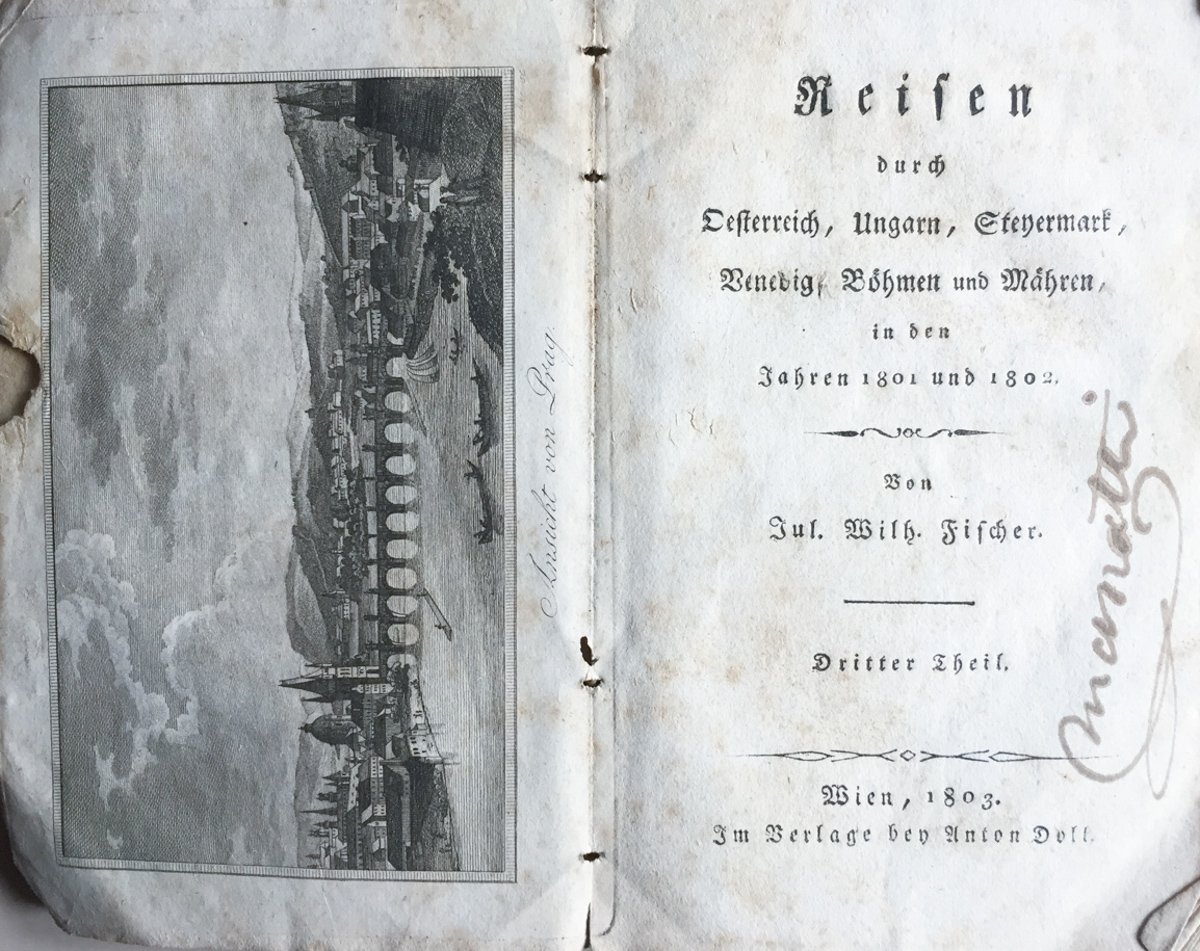 Ansicht von Prag.
Reisen
durch
Oesterreich, Ungarn, Steyermark,
Venedig, Böhmen und Mähren,
in den
Jahren 1801 und 1802.
Von
Jul. Wilh. Fischer.
Dritter Theil.
Wien, 1803.
Im Verlage bey Anton Doll.